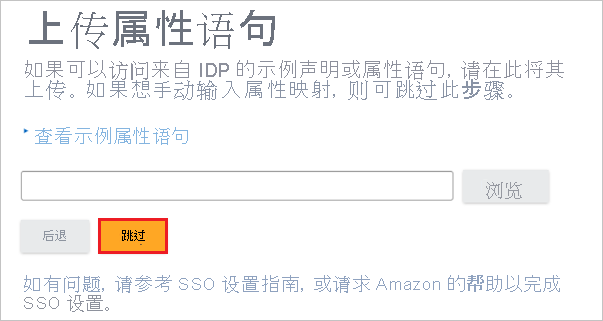 上传属性语句
如果可以访问来自 IDP 的示例声明或属性语句, 请在此将其
上传。如果想手动输入属性映射, 则可跳过此步骤。
查看示例属性语句
浏览
后退 跳过
如有问题, 请参考 SSO 设置指南, 或请求 Amazon 的帮助以完成
SSO 设置。